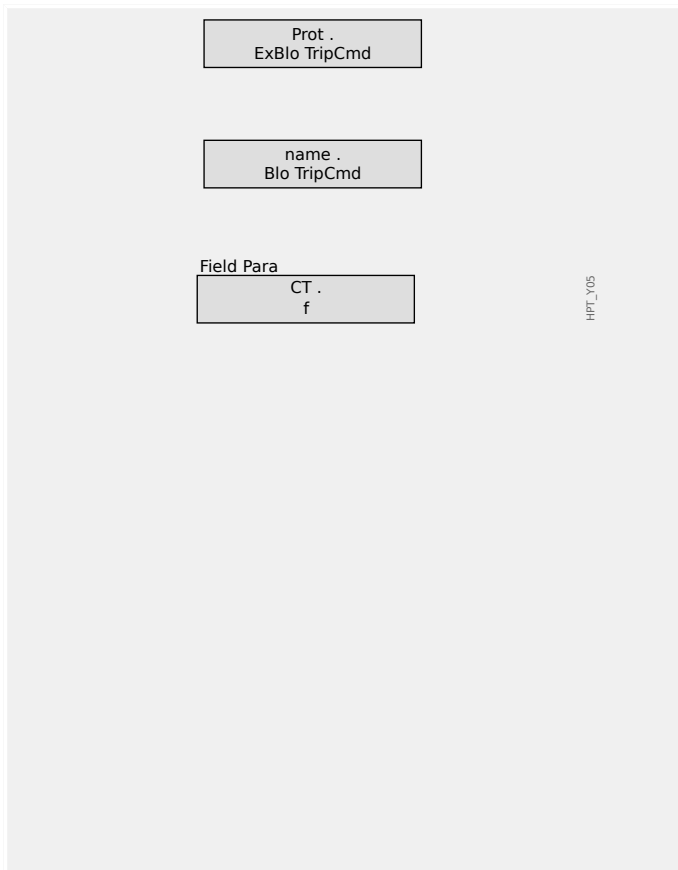 Prot .
ExBlo TripCmd
name .
Blo TripCmd
Field Para
CT .
f
HPT_Y05